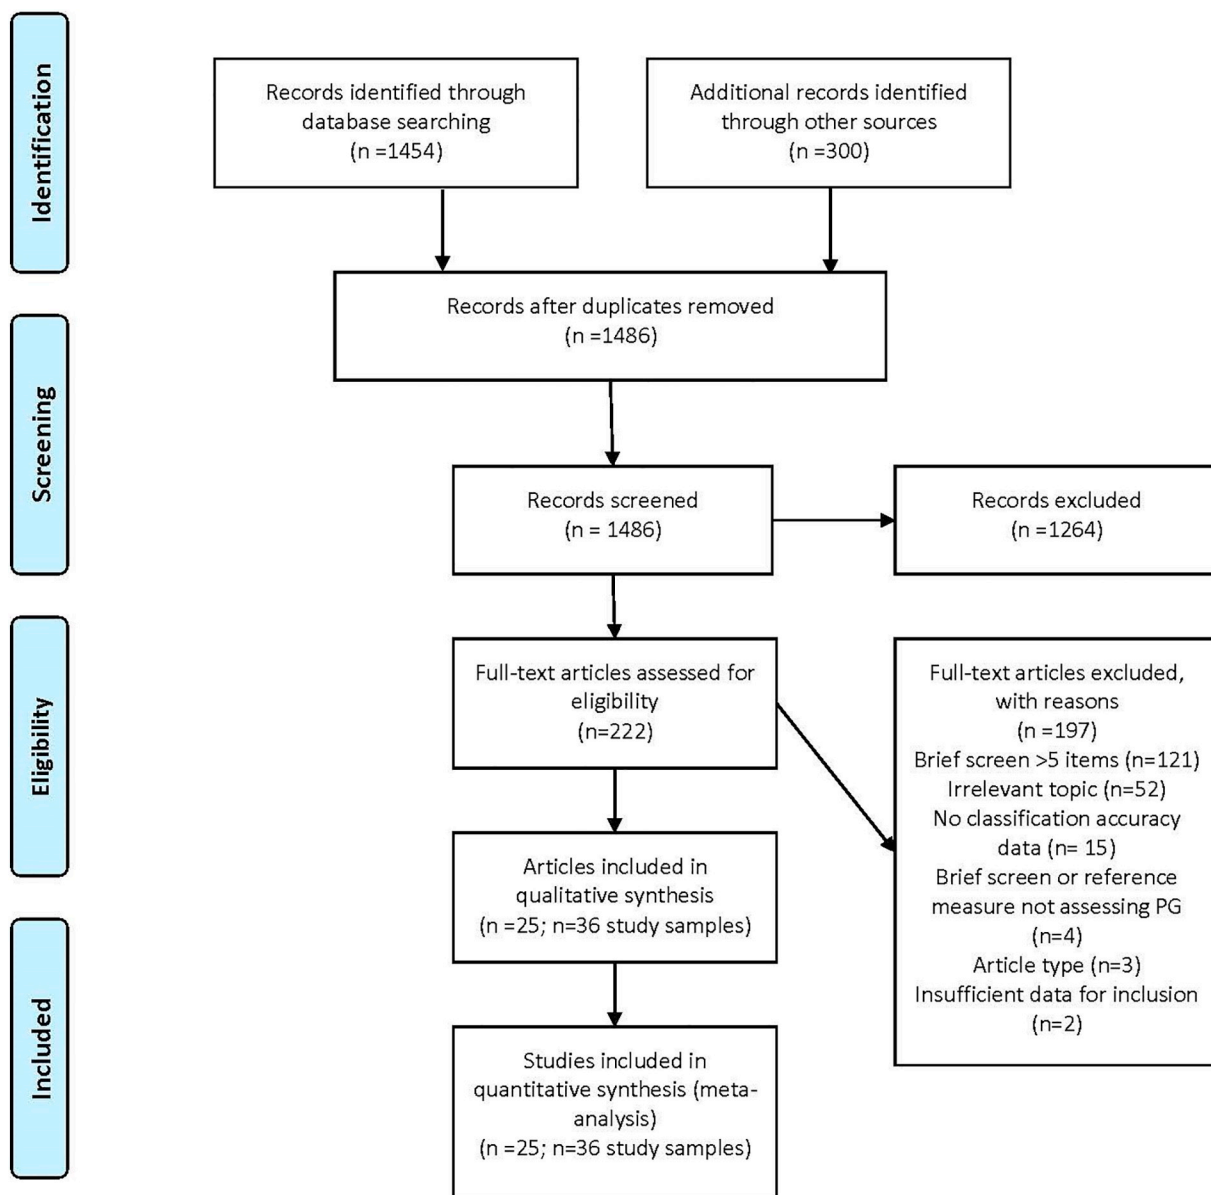 Identification
Records identified through
database searching
(n =1454)
Additional records identified
through other sources
(n =300)
Records after duplicates removed
(n =1486)
Screening
Records screened
(n = 1486)
Records excluded
(n =1264)
Eligibility
Full-text articles assessed for
eligibility
(n=222)
Full-text articles excluded,
with reasons
(n =197)
Brief screen >5 items (n=121)
Irrelevant topic (n=52)
No classification accuracy
data (n= 15)
Brief screen or reference
measure not assessing PG
(n=4)
Article type (n=3)
Insufficient data for inclusion
(n=2)
Articles included in
qualitative synthesis
(n =25; n=36 study samples)
Included
Studies included in
quantitative synthesis (meta-
analysis)
(n =25; n=36 study samples)